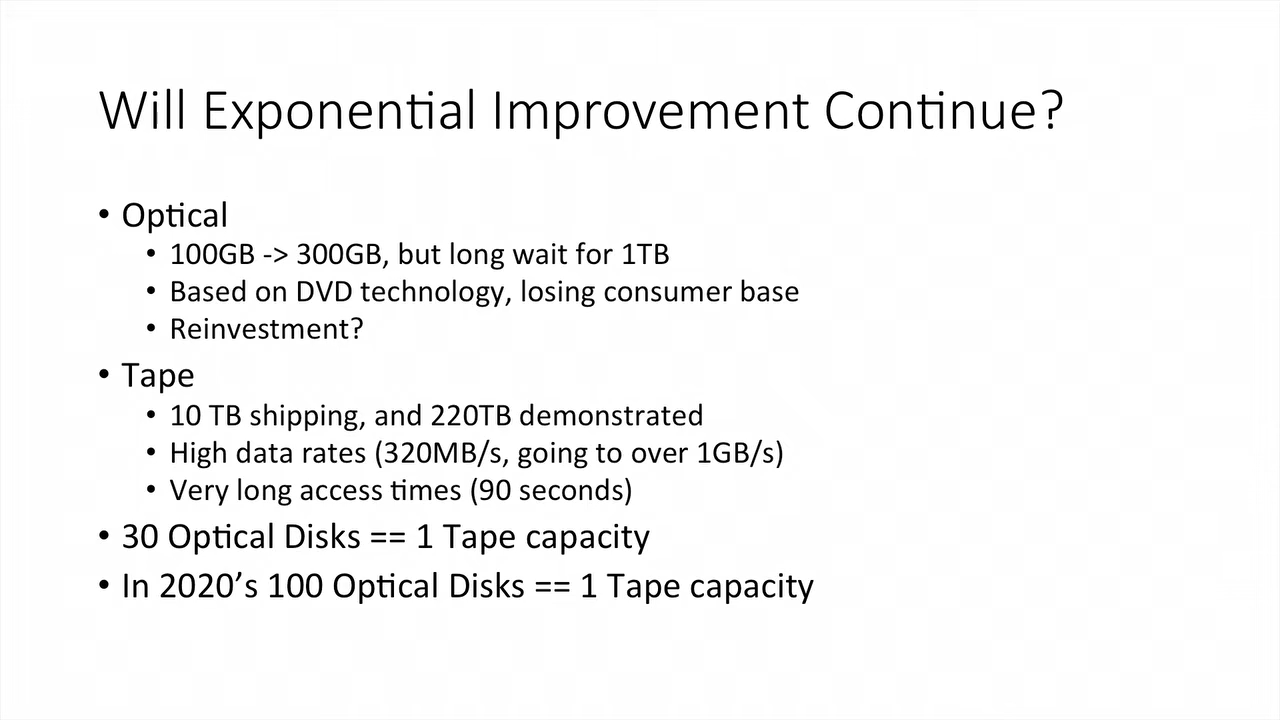 Will Exponential Improvement Continue?
• Optical
• 100GB -> 300GB, but long wait for 1TB
• Based on DVD technology, losing consumer base
• Reinvestment?
• Tape
• 10 TB shipping, and 220TB demonstrated
• High data rates (320MB/s, going to over 1GB/s)
• Very long access times (90 seconds)
• 30 Optical Disks == 1 Tape capacity
• In 2020’s 100 Optical Disks == 1 Tape capacity